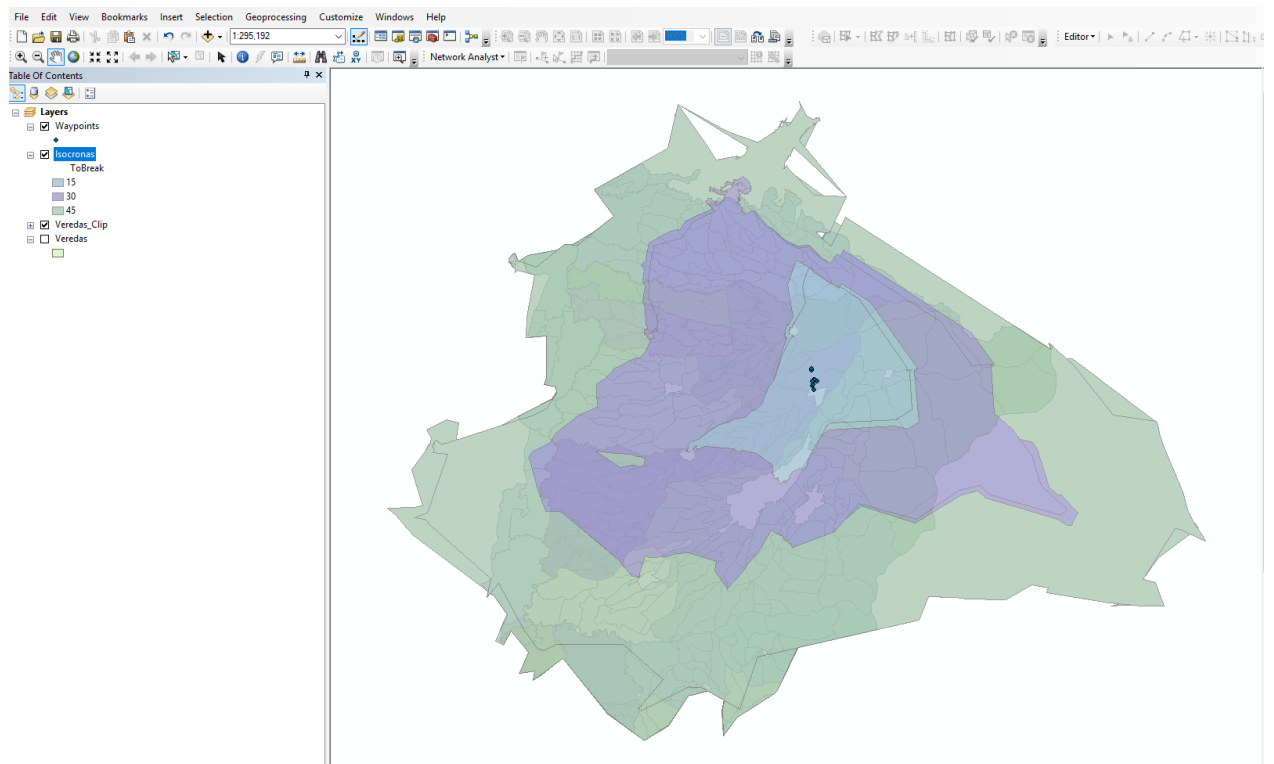 File Edit View Bookmarks Insert Selection Geoprocessing Customize Windows Help
1:295,192
Editor
Network Analyst
Table Of Contents
Layers
Waypoints
Isocronas
ToBreak
15
30
45
Veredas_Clip
Veredas